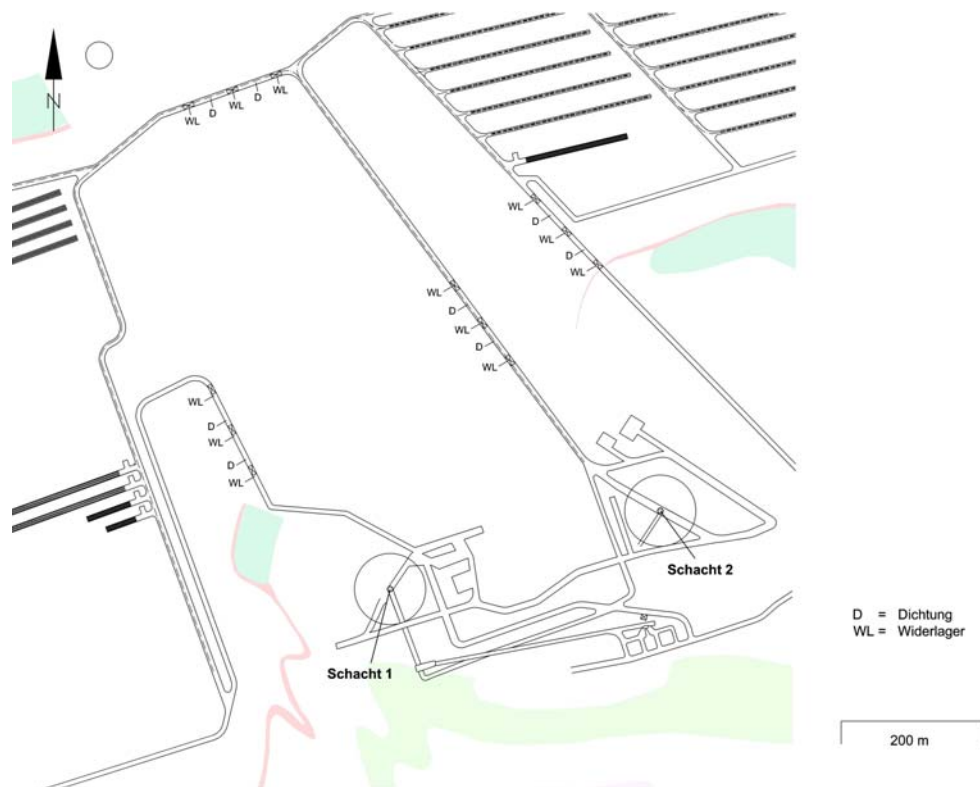 N
WL
D
WL
D
WL
WL
D
WL
D
WL
WL
D
WL
D
WL
WL
D
WL
D
WL
Schacht 2
Schacht 1
D = Dichtung
WL = Widerlager
200 m